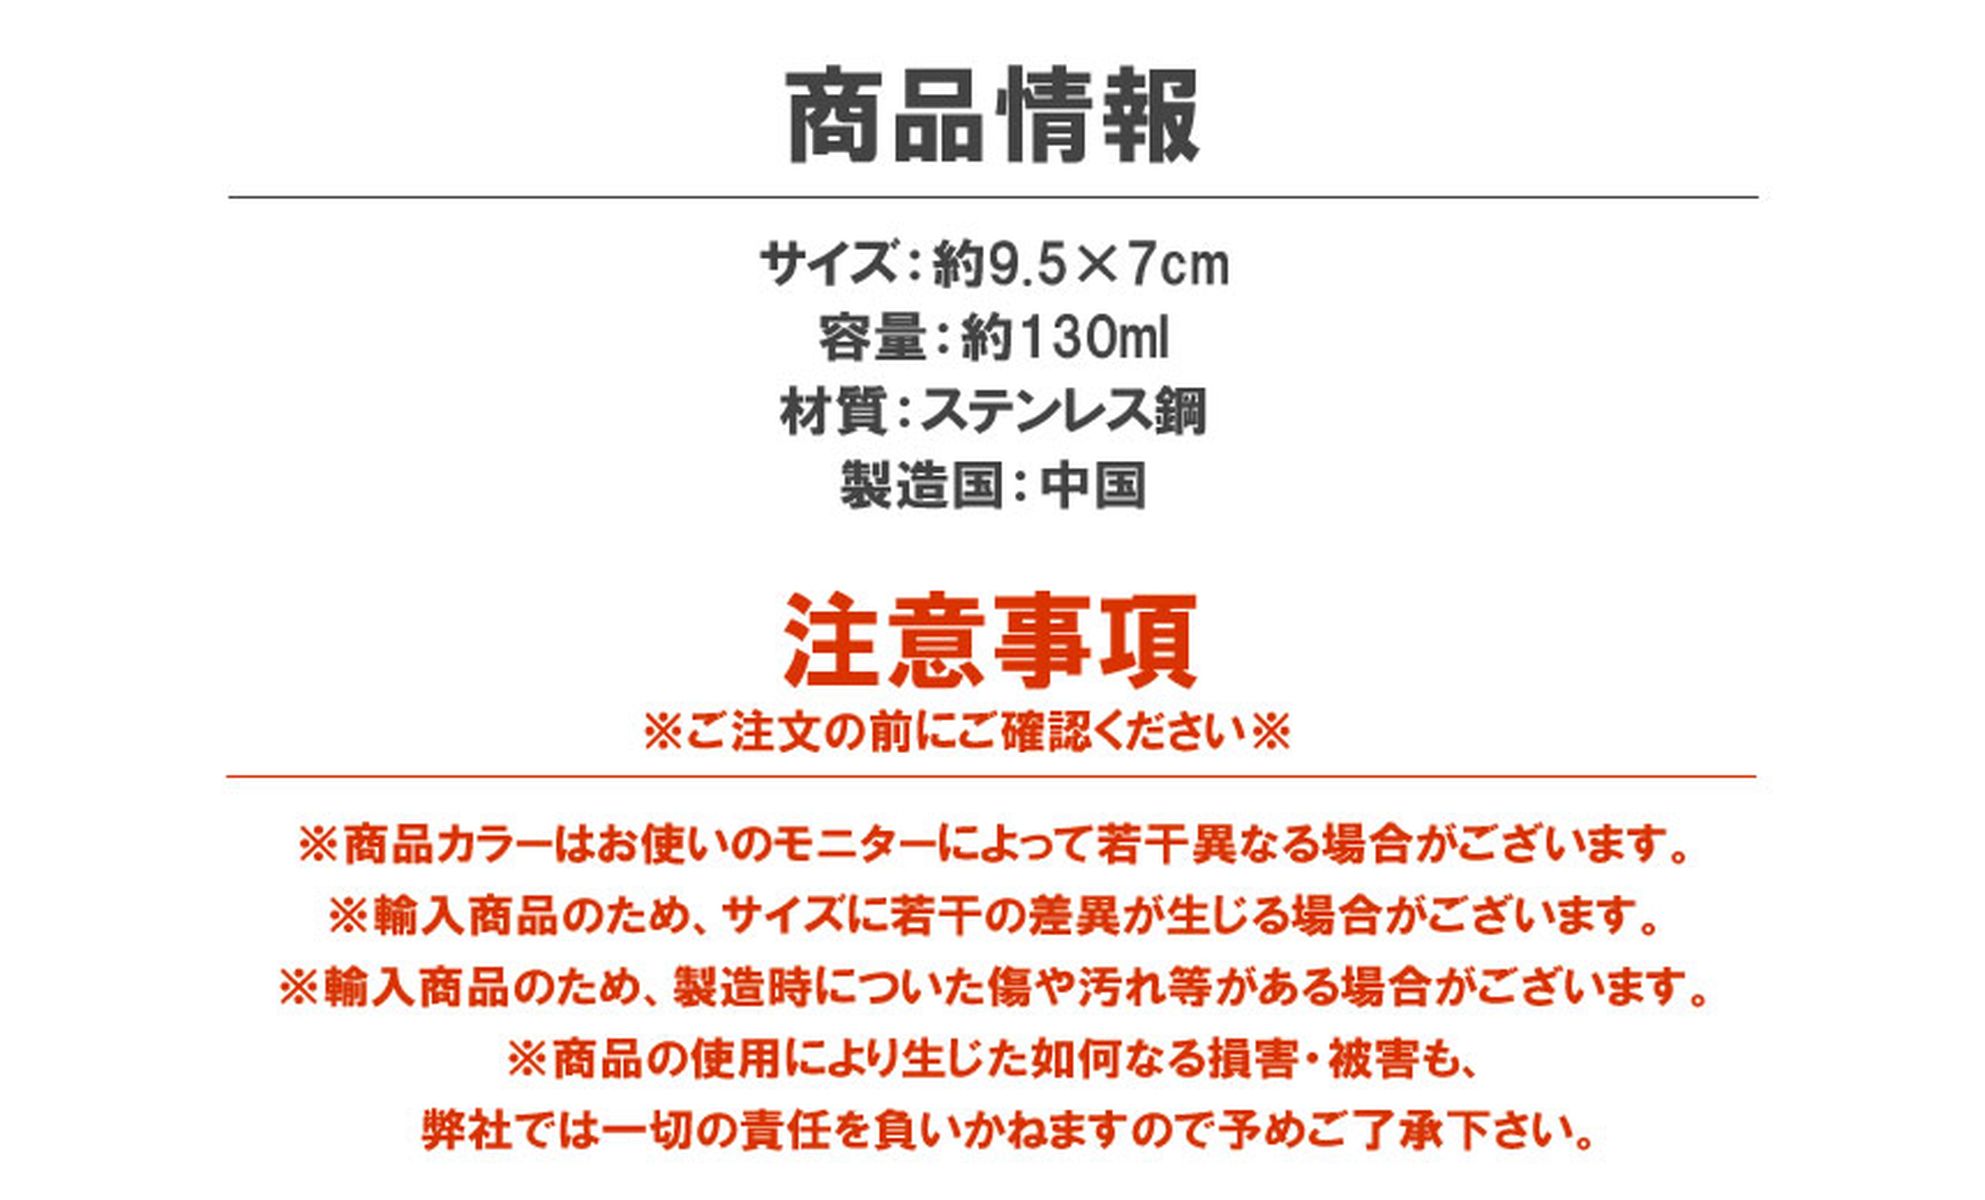 商品情報
サイズ：約9.5×7cm
容量：約130ml
材質：ステンレス鋼
製造国：中国
注意事項
※ご注文の前にご確認ください※
※商品カラーはお使いのモニターによって若干異なる場合がございます。
※輸入商品のため、サイズに若干の差異が生じる場合がございます。
※輸入商品のため、製造時についた傷や汚れ等がある場合がございます。
※商品の使用により生じた如何なる損害・被害も、
弊社では一切の責任を負いかねますので予めご了承下さい。